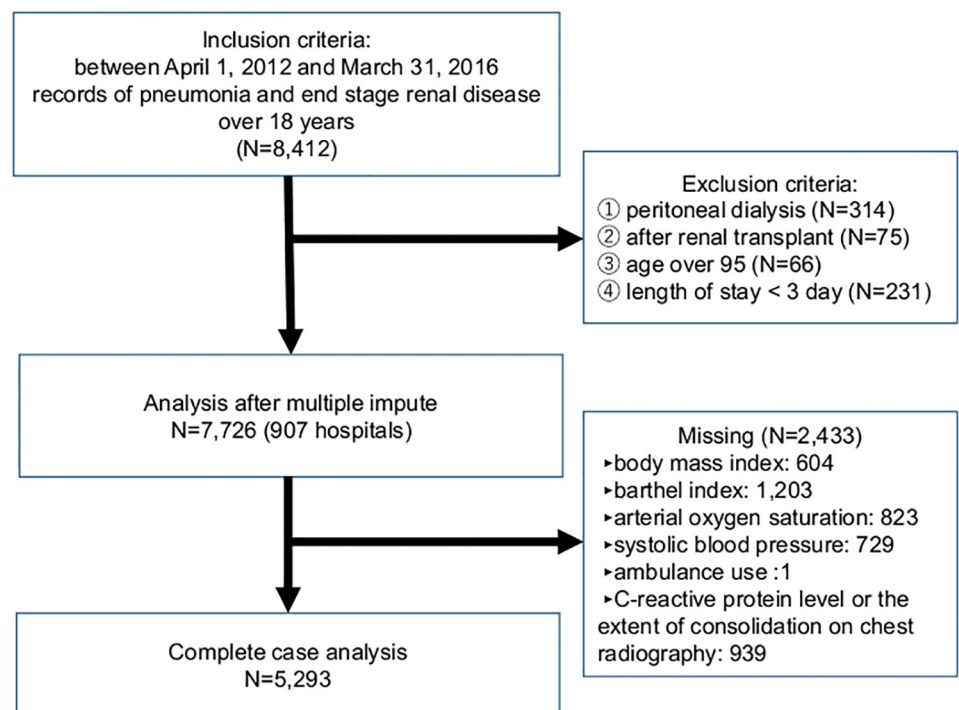 Inclusion criteria:
between April 1, 2012 and March 31, 2016
records of pneumonia and end stage renal disease
over 18 years
(N=8,412)
Exclusion criteria:
① peritoneal dialysis (N=314)
② after renal transplant (N=75)
③ age over 95 (N=66)
④ length of stay < 3 day (N=231)
Analysis after multiple impute
N=7,726 (907 hospitals)
Missing (N=2,433)
‣body mass index: 604
‣barthel index: 1,203
‣arterial oxygen saturation: 823
‣systolic blood pressure: 729
‣ambulance use :1
‣C-reactive protein level or the
extent of consolidation on chest
radiography: 939
Complete case analysis
N=5,293